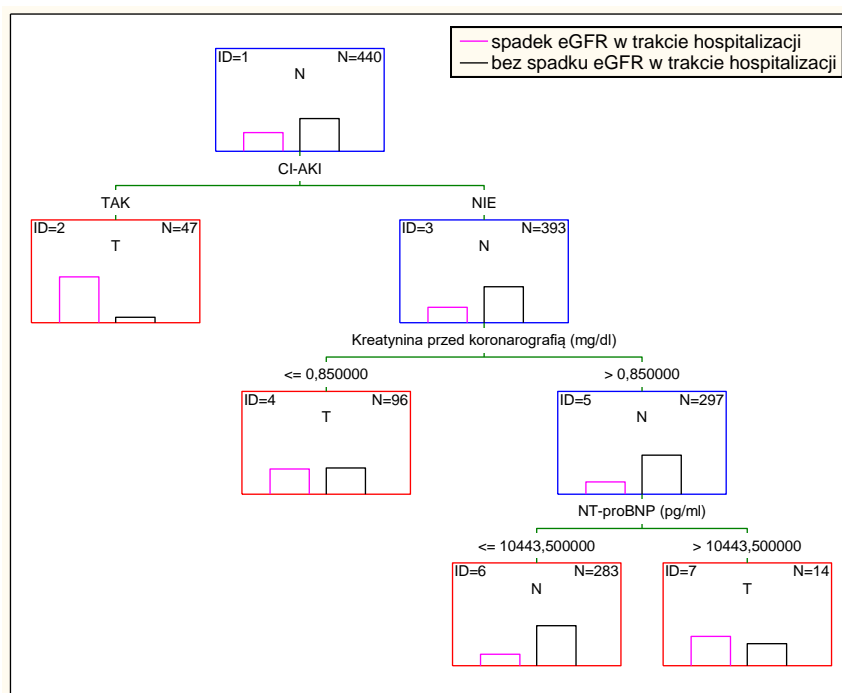 spadek eGFR w trakcie hospitalizacji
bez spadku eGFR w trakcie hospitalizacji
ID=1 N=440
N
CI-AKI
TAK NIE
ID=2 N=47 ID=3 N=393
T N
Kreatynina przed koronarografią (mg/dl)
<= 0,850000 > 0,850000
ID=4 N=96 ID=5 N=297
T N
NT-proBNP (pg/ml)
<= 10443,500000 > 10443,500000
ID=6 N=283 ID=7 N=14
N T